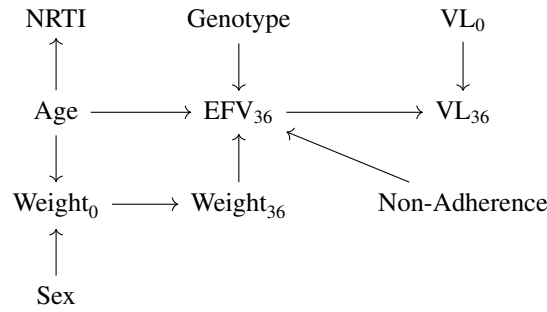 NRTI Genotype VL₀
Age EFV₃₆ VL₃₆
Weight₀ Weight₃₆ Non-Adherence
Sex